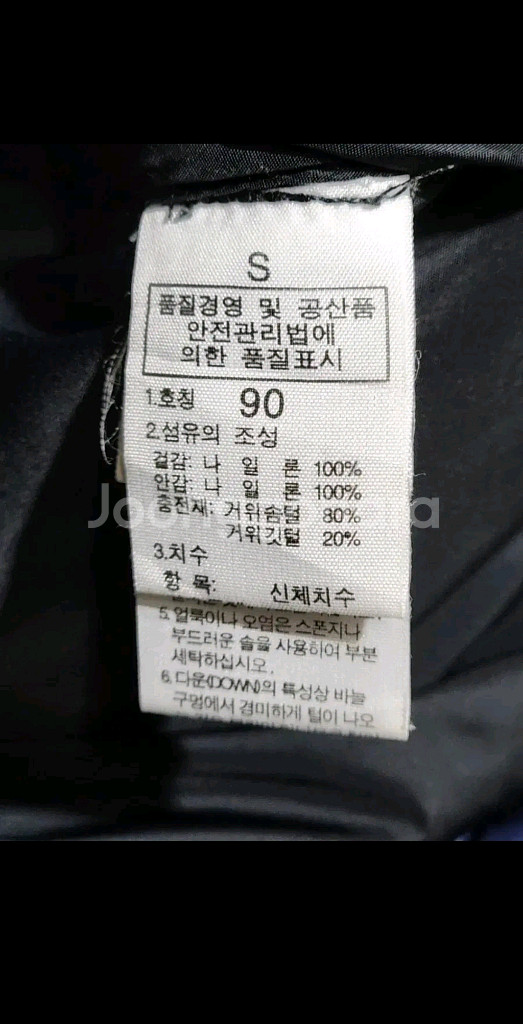 S
품질경영 및 공산품
안전관리법에
의한 품질표시
1.호칭 90
2.섬유의 조성
겉감: 나 일 론 100%
안감: 나 일 론 100%
충전재: 거위솜털 80%
거위깃털 20%
3.치수
항 목: 신체치수
5.얼룩이나 오염은 스폰지나
부드러운 솔을 사용하여 부분
세탁하십시오.
6.다운(DOWN)의 특성상 바늘
구멍에서 경미하게 털이 나오